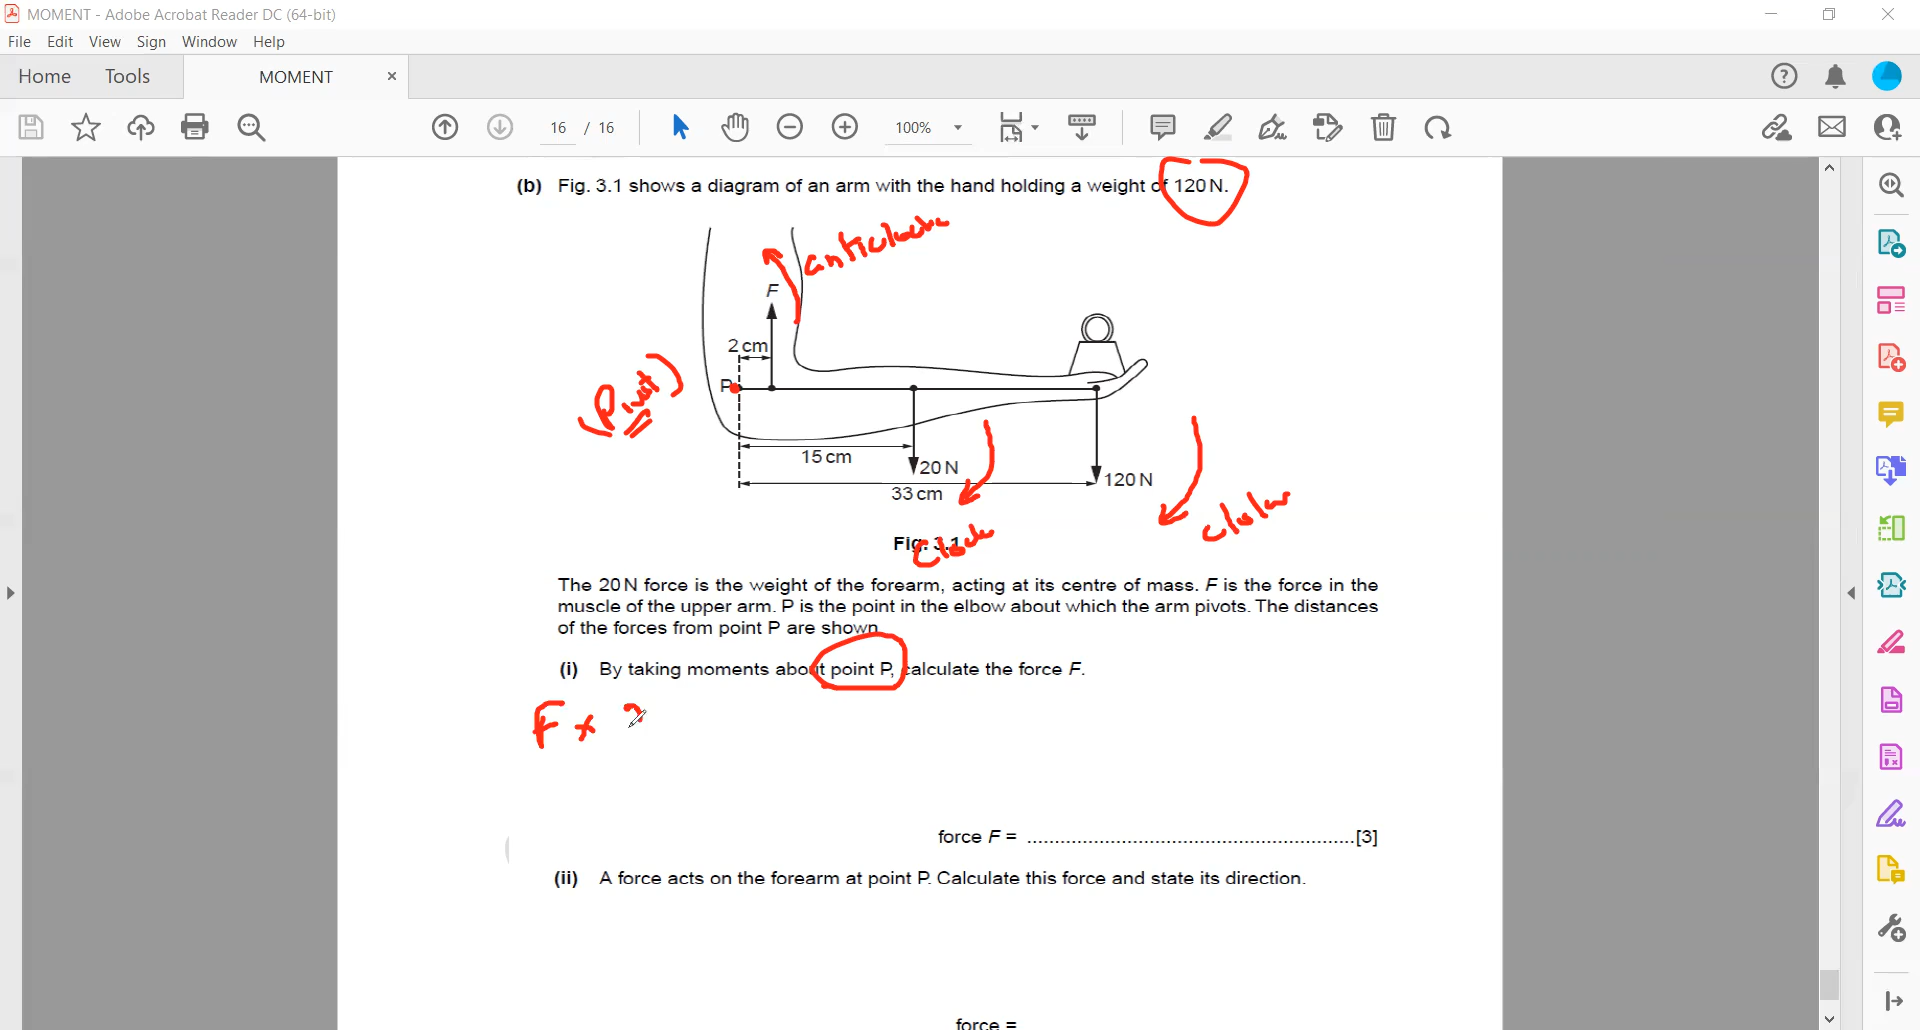 MOMENT - Adobe Acrobat Reader DC (64-bit)
File Edit View Sign Window Help
Home Tools MOMENT ×
16 / 16 100%
(b) Fig. 3.1 shows a diagram of an arm with the hand holding a weight of 120 N.
F
2 cm
P
(Pivot)
15 cm
20 N
33 cm
120 N
Fig. 3.1
The 20 N force is the weight of the forearm, acting at its centre of mass. F is the force in the
muscle of the upper arm. P is the point in the elbow about which the arm pivots. The distances
of the forces from point P are shown.
(i) By taking moments about point P, calculate the force F.
F × 2
force F = ............................................................[3]
(ii) A force acts on the forearm at point P. Calculate this force and state its direction.
force =